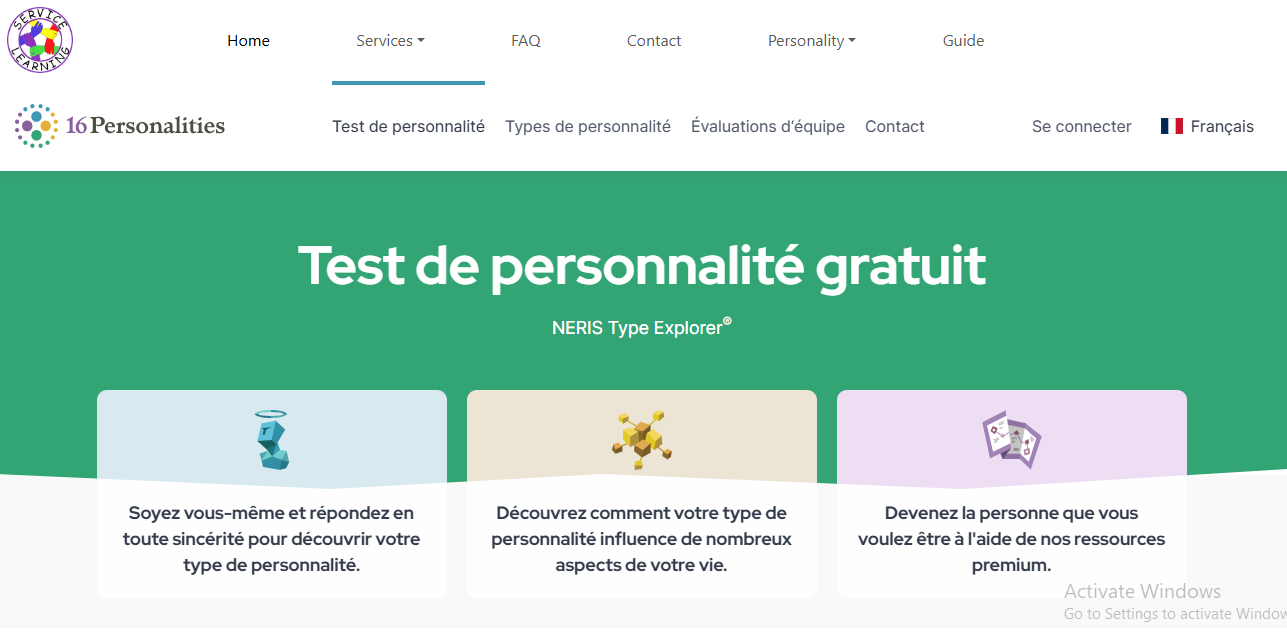 SERVICE LEARNING
Home Services FAQ Contact Personality Guide
16Personalities Test de personnalité Types de personnalité Évaluations d‘équipe Contact Se connecter Français
Test de personnalité gratuit
NERIS Type Explorer®
T
Soyez vous-même et répondez en
toute sincérité pour découvrir votre
type de personnalité.
Découvrez comment votre type de
personnalité influence de nombreux
aspects de votre vie.
Devenez la personne que vous
voulez être à l'aide de nos ressources
premium.
Activate Windows
Go to Settings to activate Window